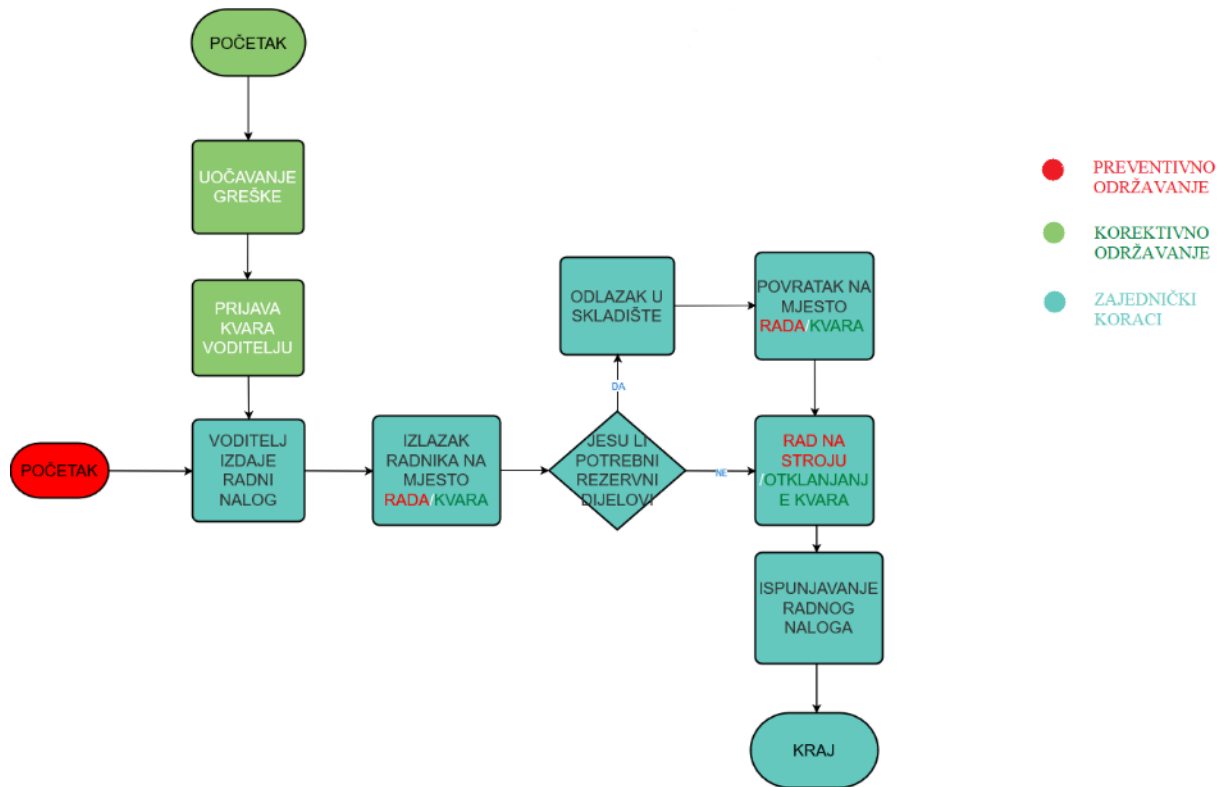 POČETAK
UOČAVANJE
GREŠKE
PRIJAVA
KVARA
VODITELJU
POČETAK
VODITELJ
IZDAJE
RADNI
NALOG
IZLAZAK
RADNIKA NA
MJESTO
RADA/KVARA
JESU LI
POTREBNI
REZERVNI
DIJELOVI
DA
ODLAZAK U
SKLADIŠTE
POVRATAK NA
MJESTO
RADA/KVARA
NE
RAD NA
STROJU
/OTKLANJANJ
E KVARA
ISPUNJAVANJE
RADNOG
NALOGA
KRAJ
PREVENTIVNO
ODRŽAVANJE
KOREKTIVNO
ODRŽAVANJE
ZAJEDNIČKI
KORACI